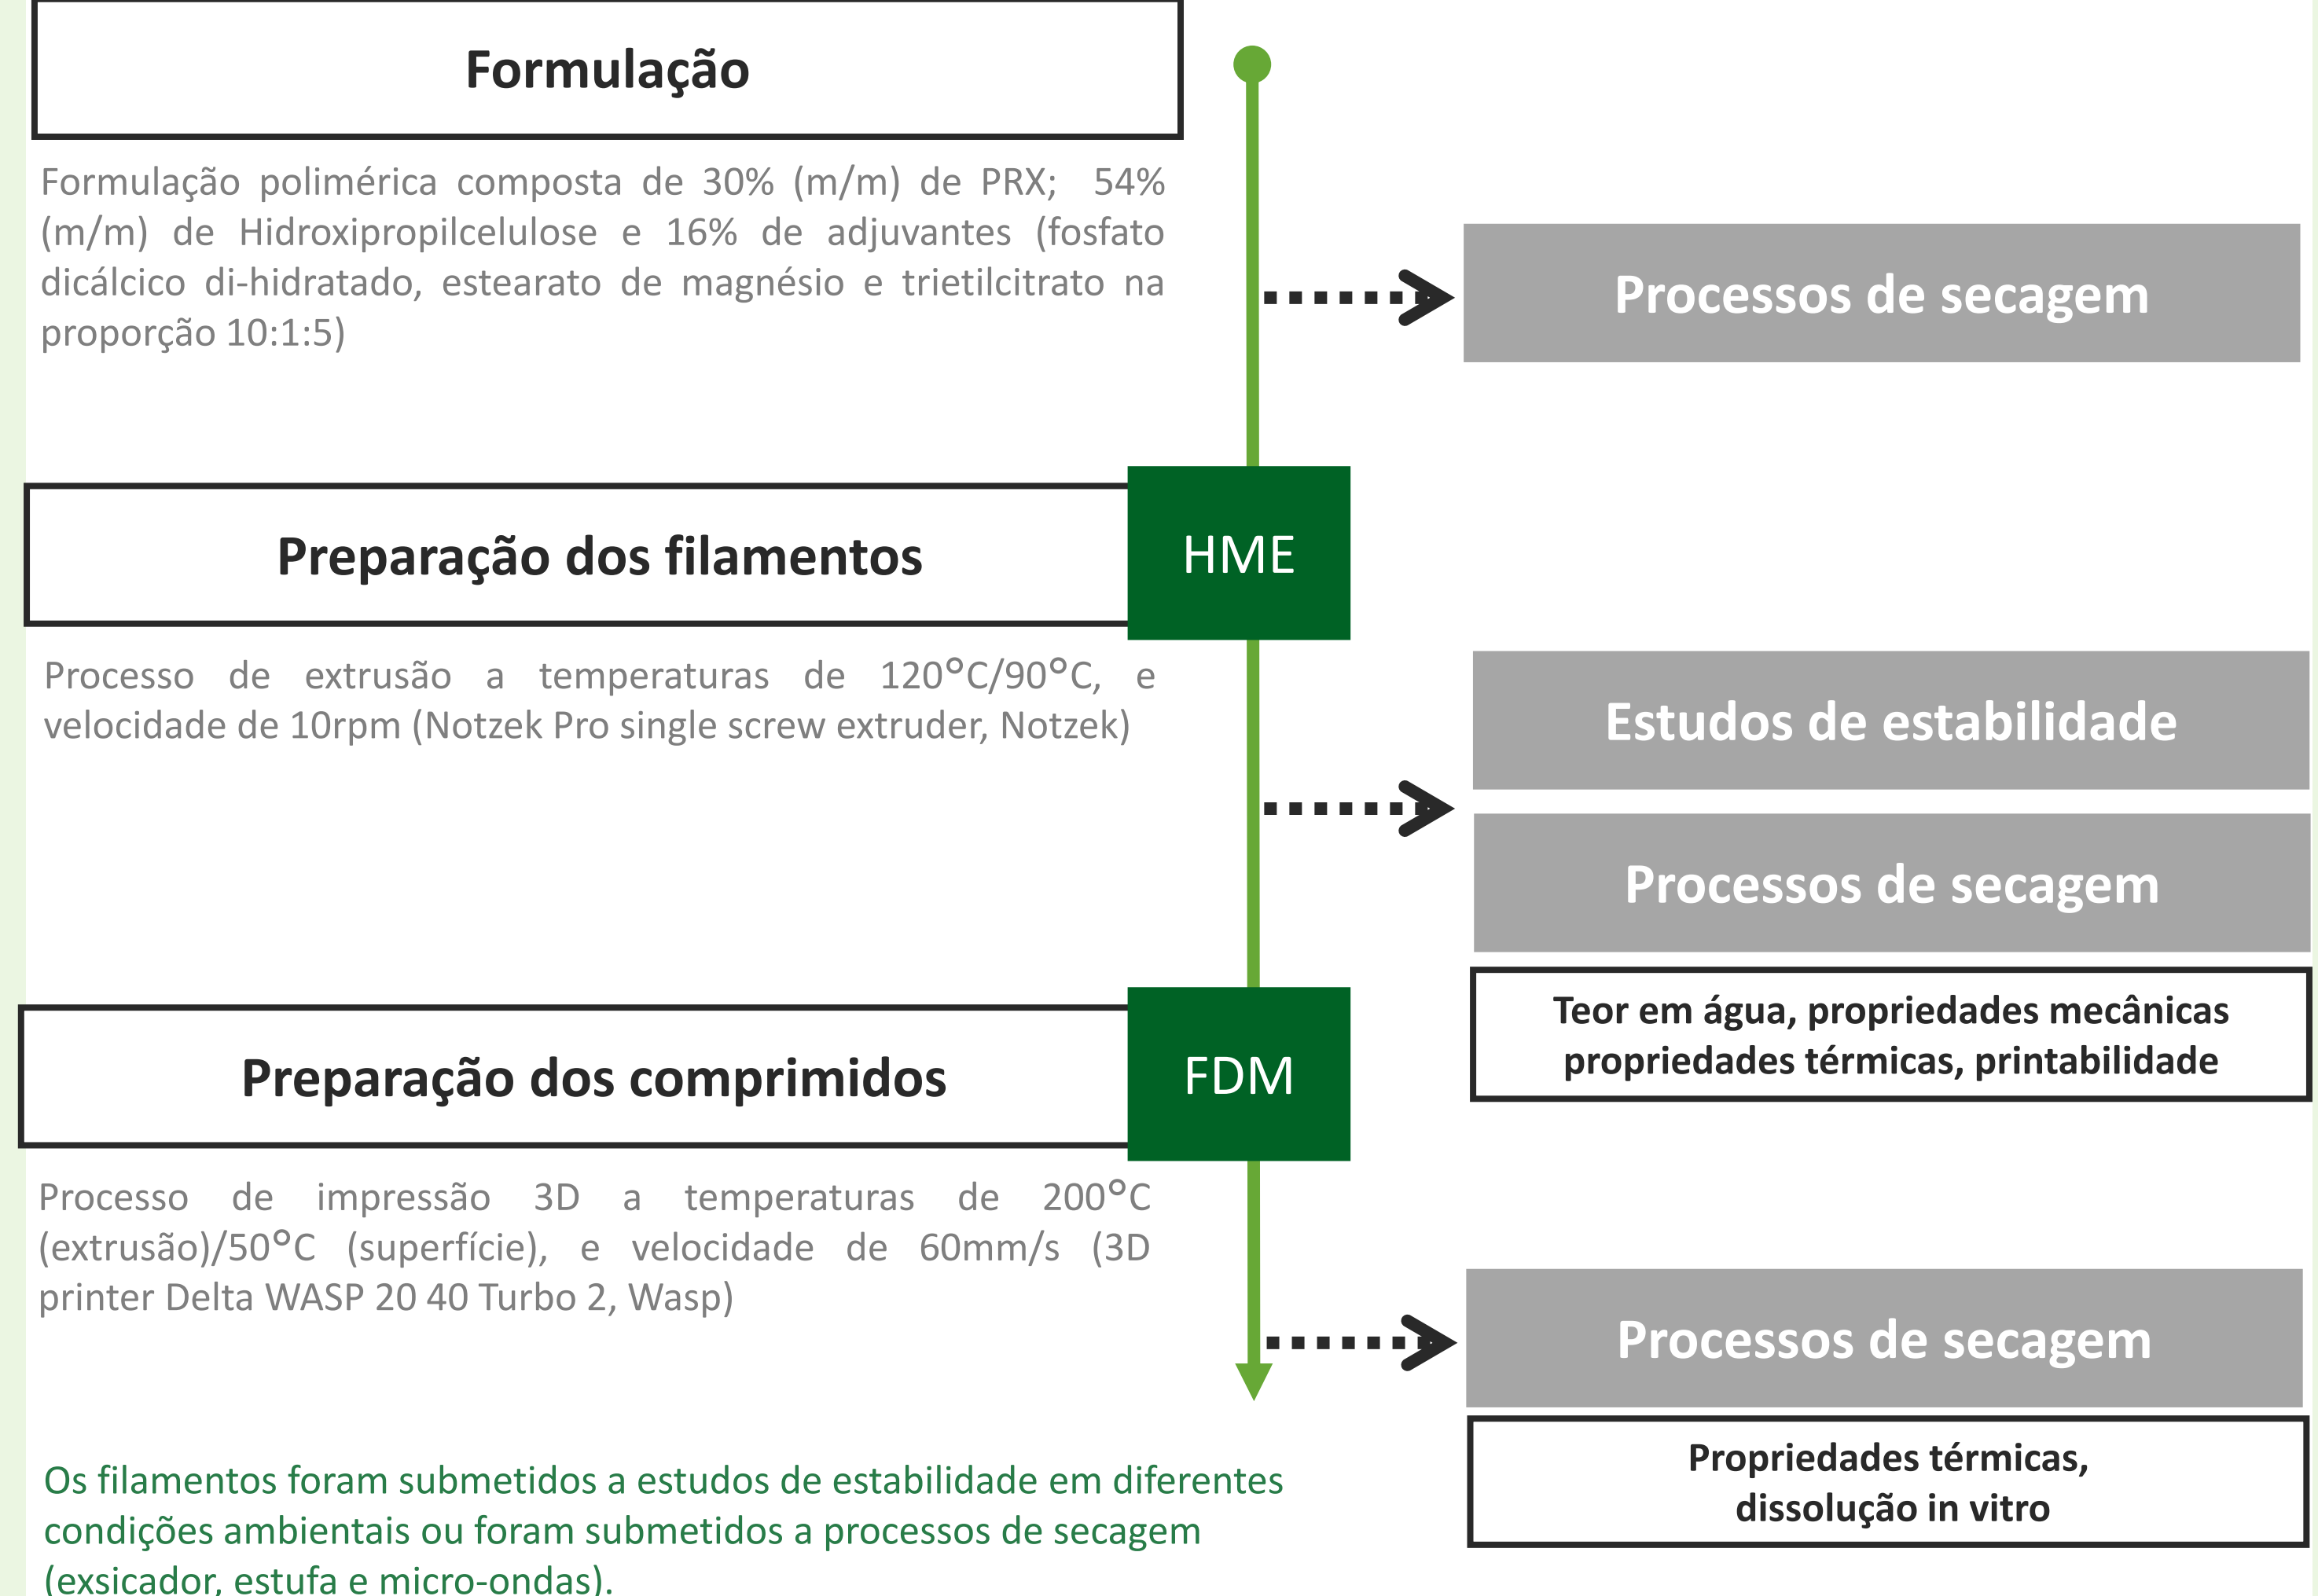 Formulação
Formulação polimérica composta de 30% (m/m) de PRX; 54%
(m/m) de Hidroxipropilcelulose e 16% de adjuvantes (fosfato
dicálcico di-hidratado, estearato de magnésio e trietilcitrato na
proporção 10:1:5)
Processos de secagem
Preparação dos filamentos
HME
Processo de extrusão a temperaturas de 120°C/90°C, e
velocidade de 10rpm (Notzek Pro single screw extruder, Notzek)
Estudos de estabilidade
Processos de secagem
Teor em água, propriedades mecânicas
propriedades térmicas, printabilidade
Preparação dos comprimidos
FDM
Processo de impressão 3D a temperaturas de 200°C
(extrusão)/50°C (superfície), e velocidade de 60mm/s (3D
printer Delta WASP 20 40 Turbo 2, Wasp)
Processos de secagem
Propriedades térmicas,
dissolução in vitro
Os filamentos foram submetidos a estudos de estabilidade em diferentes
condições ambientais ou foram submetidos a processos de secagem
(exsicador, estufa e micro-ondas).